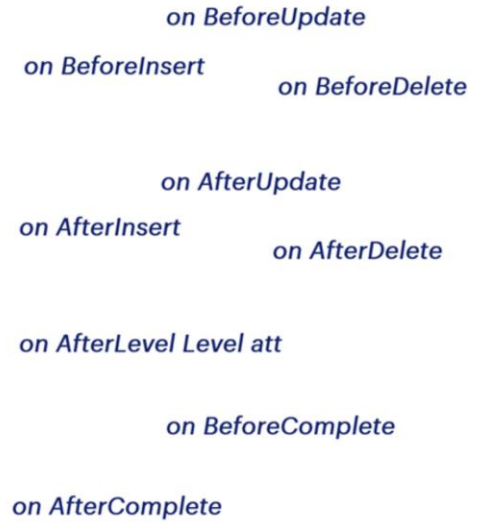 on BeforeUpdate
on BeforeInsert
on BeforeDelete
on AfterUpdate
on AfterInsert
on AfterDelete
on AfterLevel Level att
on BeforeComplete
on AfterComplete